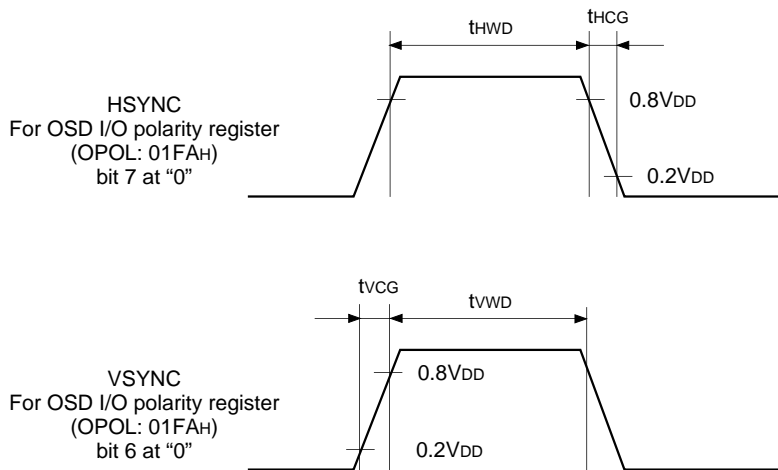 tHWD tHCG
HSYNC
For OSD I/O polarity register
(OPOL: 01FAH)
bit 7 at “0”
0.8VDD
0.2VDD
tVCG tVWD
VSYNC
For OSD I/O polarity register
(OPOL: 01FAH)
bit 6 at “0”
0.8VDD
0.2VDD